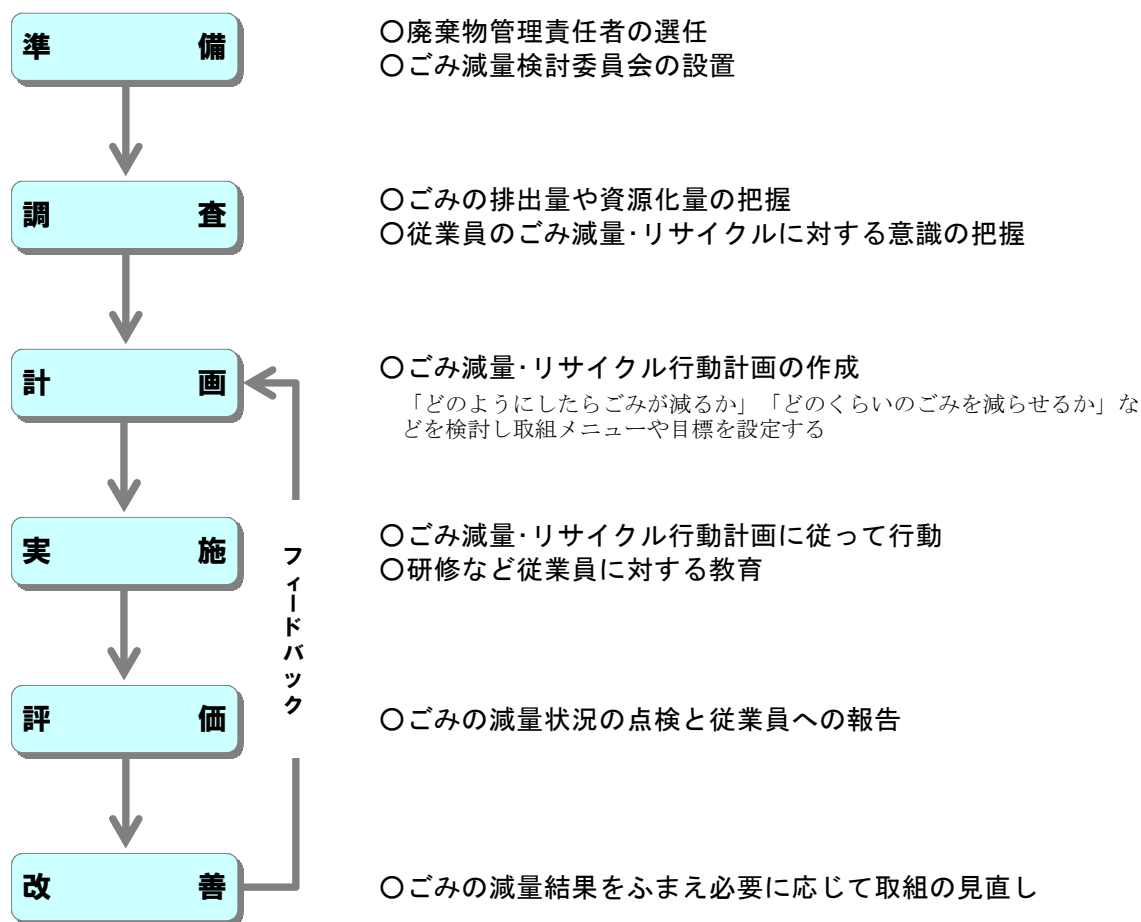 準備
〇廃棄物管理責任者の選任
〇ごみ減量検討委員会の設置
調査
〇ごみの排出量や資源化量の把握
〇従業員のごみ減量･リサイクルに対する意識の把握
計画
〇ごみ減量･リサイクル行動計画の作成
「どのようにしたらごみが減るか」「どのくらいのごみを減らせるか」な
どを検討し取組メニューや目標を設定する
実施
〇ごみ減量･リサイクル行動計画に従って行動
〇研修など従業員に対する教育
フィードバック
評価
〇ごみの減量状況の点検と従業員への報告
改善
〇ごみの減量結果をふまえ必要に応じて取組の見直し